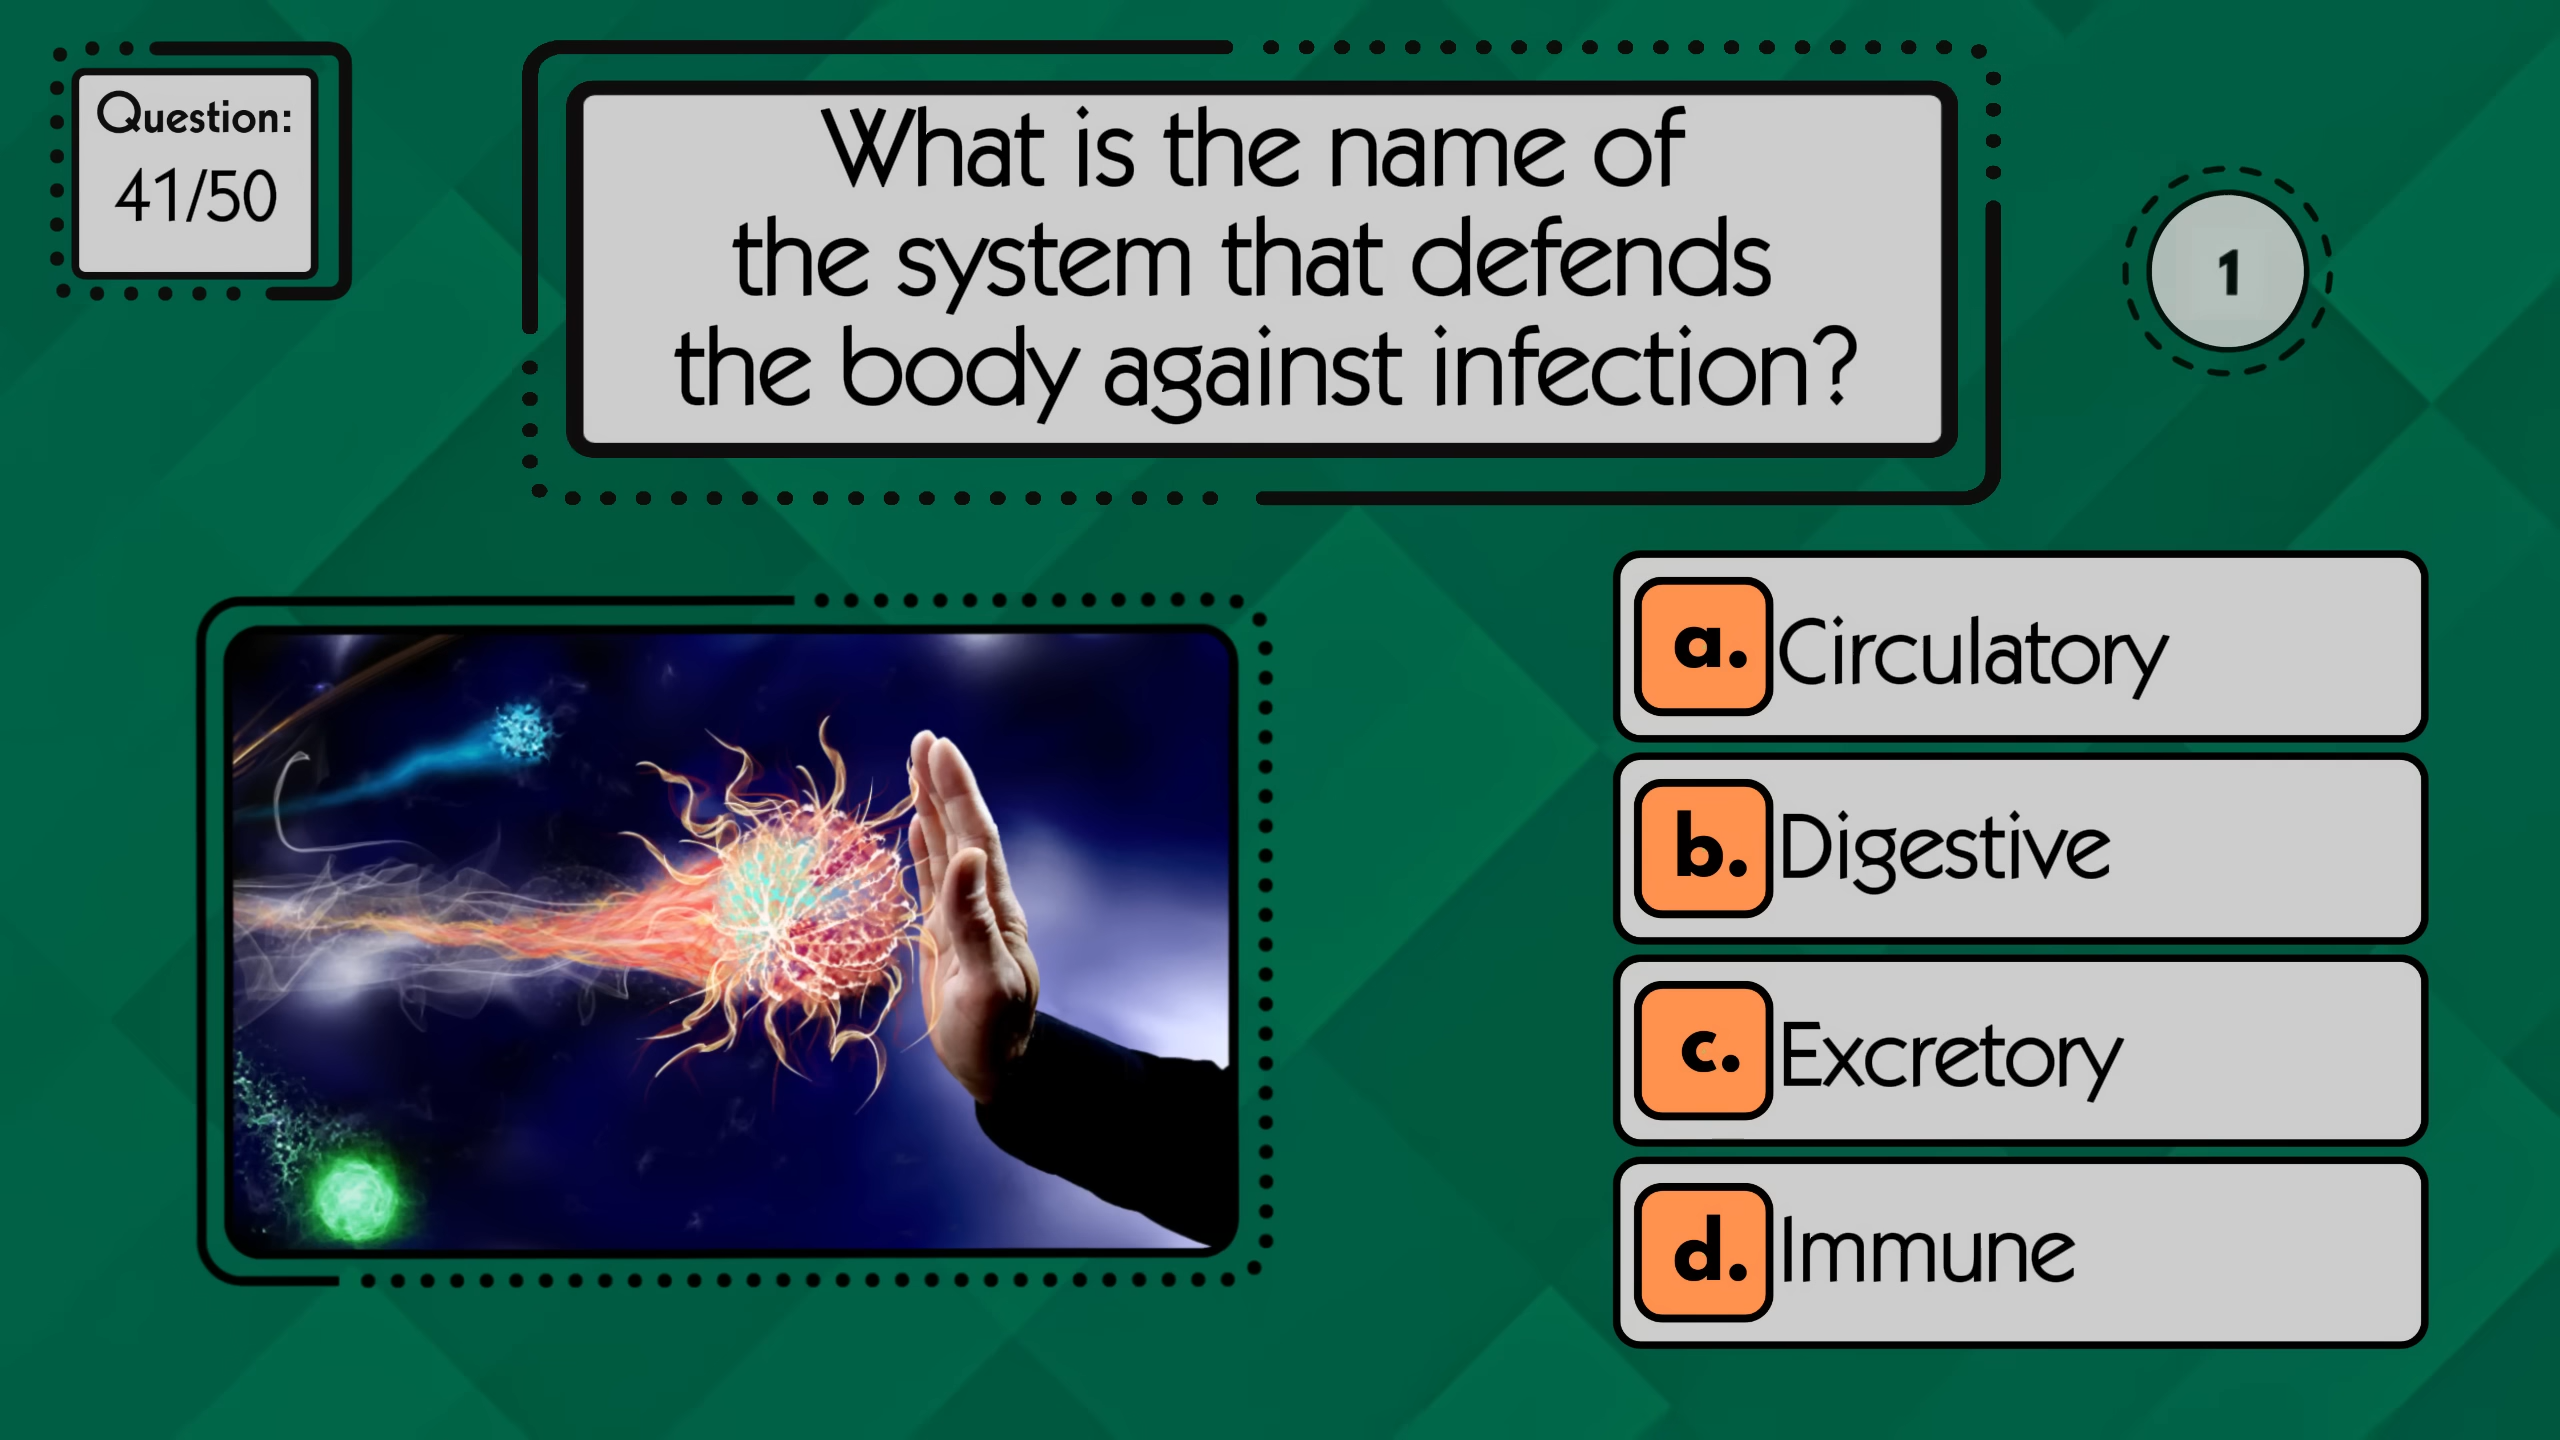 Question:
41/50
What is the name of
the system that defends
the body against infection?
1
a. Circulatory
b. Digestive
c. Excretory
d. Immune